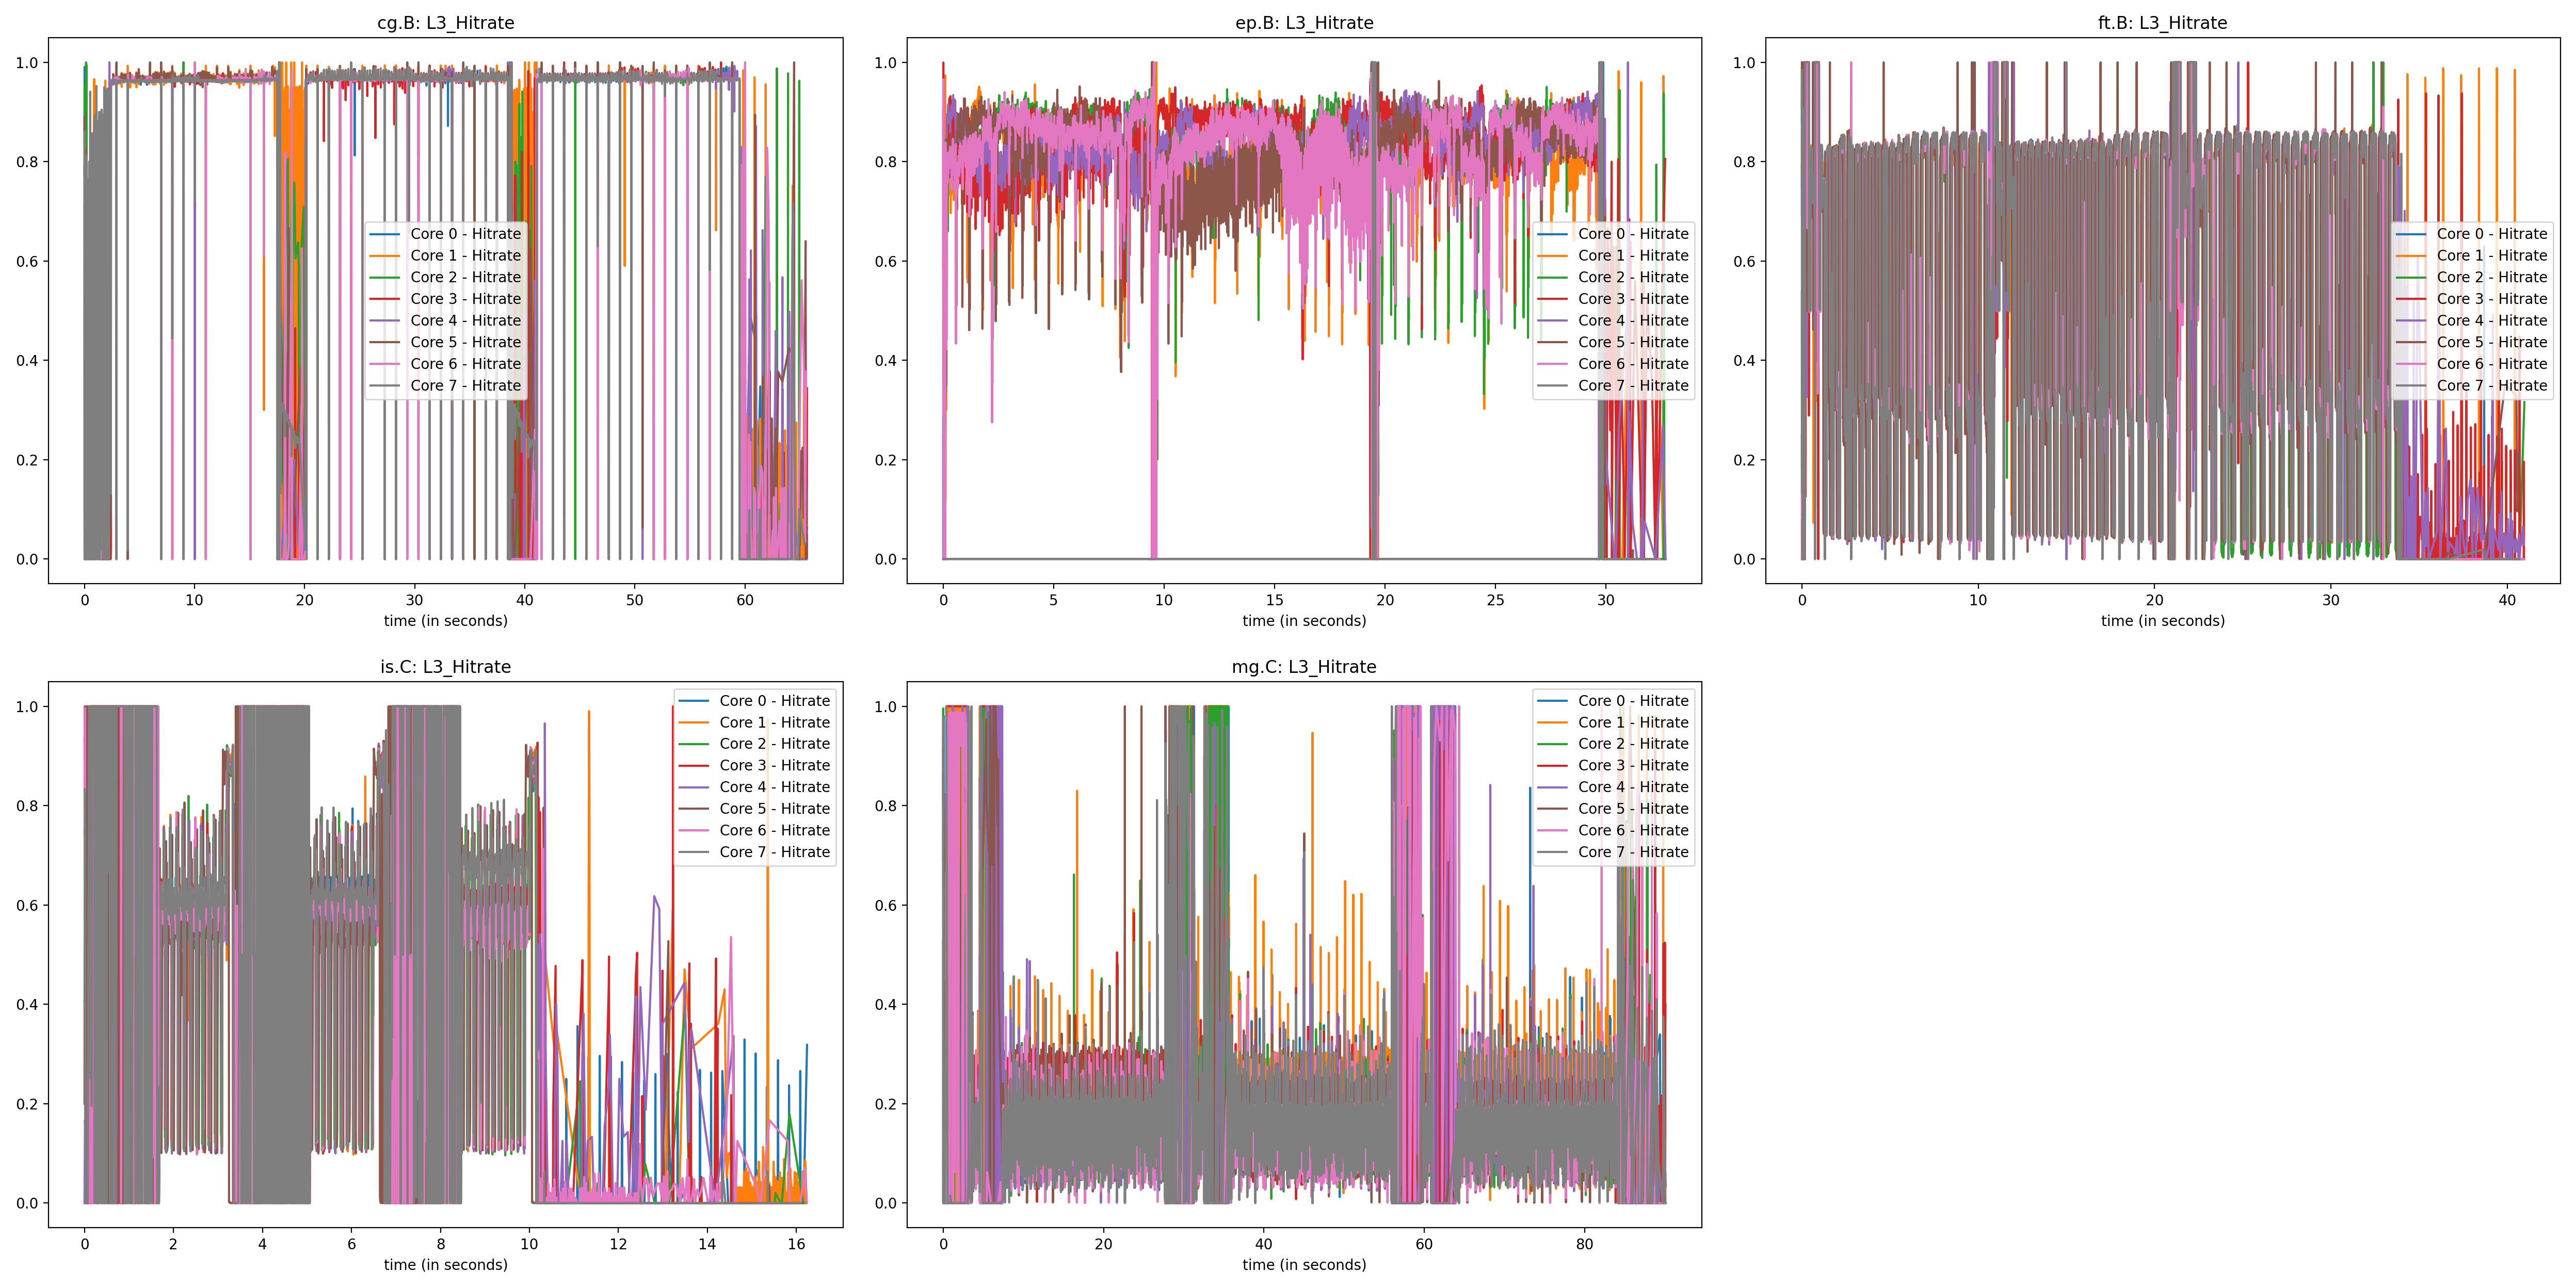 cg.B: L3_Hitrate
1.0
0.8
0.6
0.4
0.2
0.0
Core 0 - Hitrate
Core 1 - Hitrate
Core 2 - Hitrate
Core 3 - Hitrate
Core 4 - Hitrate
Core 5 - Hitrate
Core 6 - Hitrate
Core 7 - Hitrate
0 10 20 30 40 50 60
time (in seconds)
ep.B: L3_Hitrate
1.0
0.8
0.6
0.4
0.2
0.0
Core 0 - Hitrate
Core 1 - Hitrate
Core 2 - Hitrate
Core 3 - Hitrate
Core 4 - Hitrate
Core 5 - Hitrate
Core 6 - Hitrate
Core 7 - Hitrate
0 5 10 15 20 25 30
time (in seconds)
ft.B: L3_Hitrate
1.0
0.8
0.6
0.4
0.2
0.0
Core 0 - Hitrate
Core 1 - Hitrate
Core 2 - Hitrate
Core 3 - Hitrate
Core 4 - Hitrate
Core 5 - Hitrate
Core 6 - Hitrate
Core 7 - Hitrate
0 10 20 30 40
time (in seconds)
is.C: L3_Hitrate
1.0
0.8
0.6
0.4
0.2
0.0
Core 0 - Hitrate
Core 1 - Hitrate
Core 2 - Hitrate
Core 3 - Hitrate
Core 4 - Hitrate
Core 5 - Hitrate
Core 6 - Hitrate
Core 7 - Hitrate
0 2 4 6 8 10 12 14 16
time (in seconds)
mg.C: L3_Hitrate
1.0
0.8
0.6
0.4
0.2
0.0
Core 0 - Hitrate
Core 1 - Hitrate
Core 2 - Hitrate
Core 3 - Hitrate
Core 4 - Hitrate
Core 5 - Hitrate
Core 6 - Hitrate
Core 7 - Hitrate
0 20 40 60 80
time (in seconds)